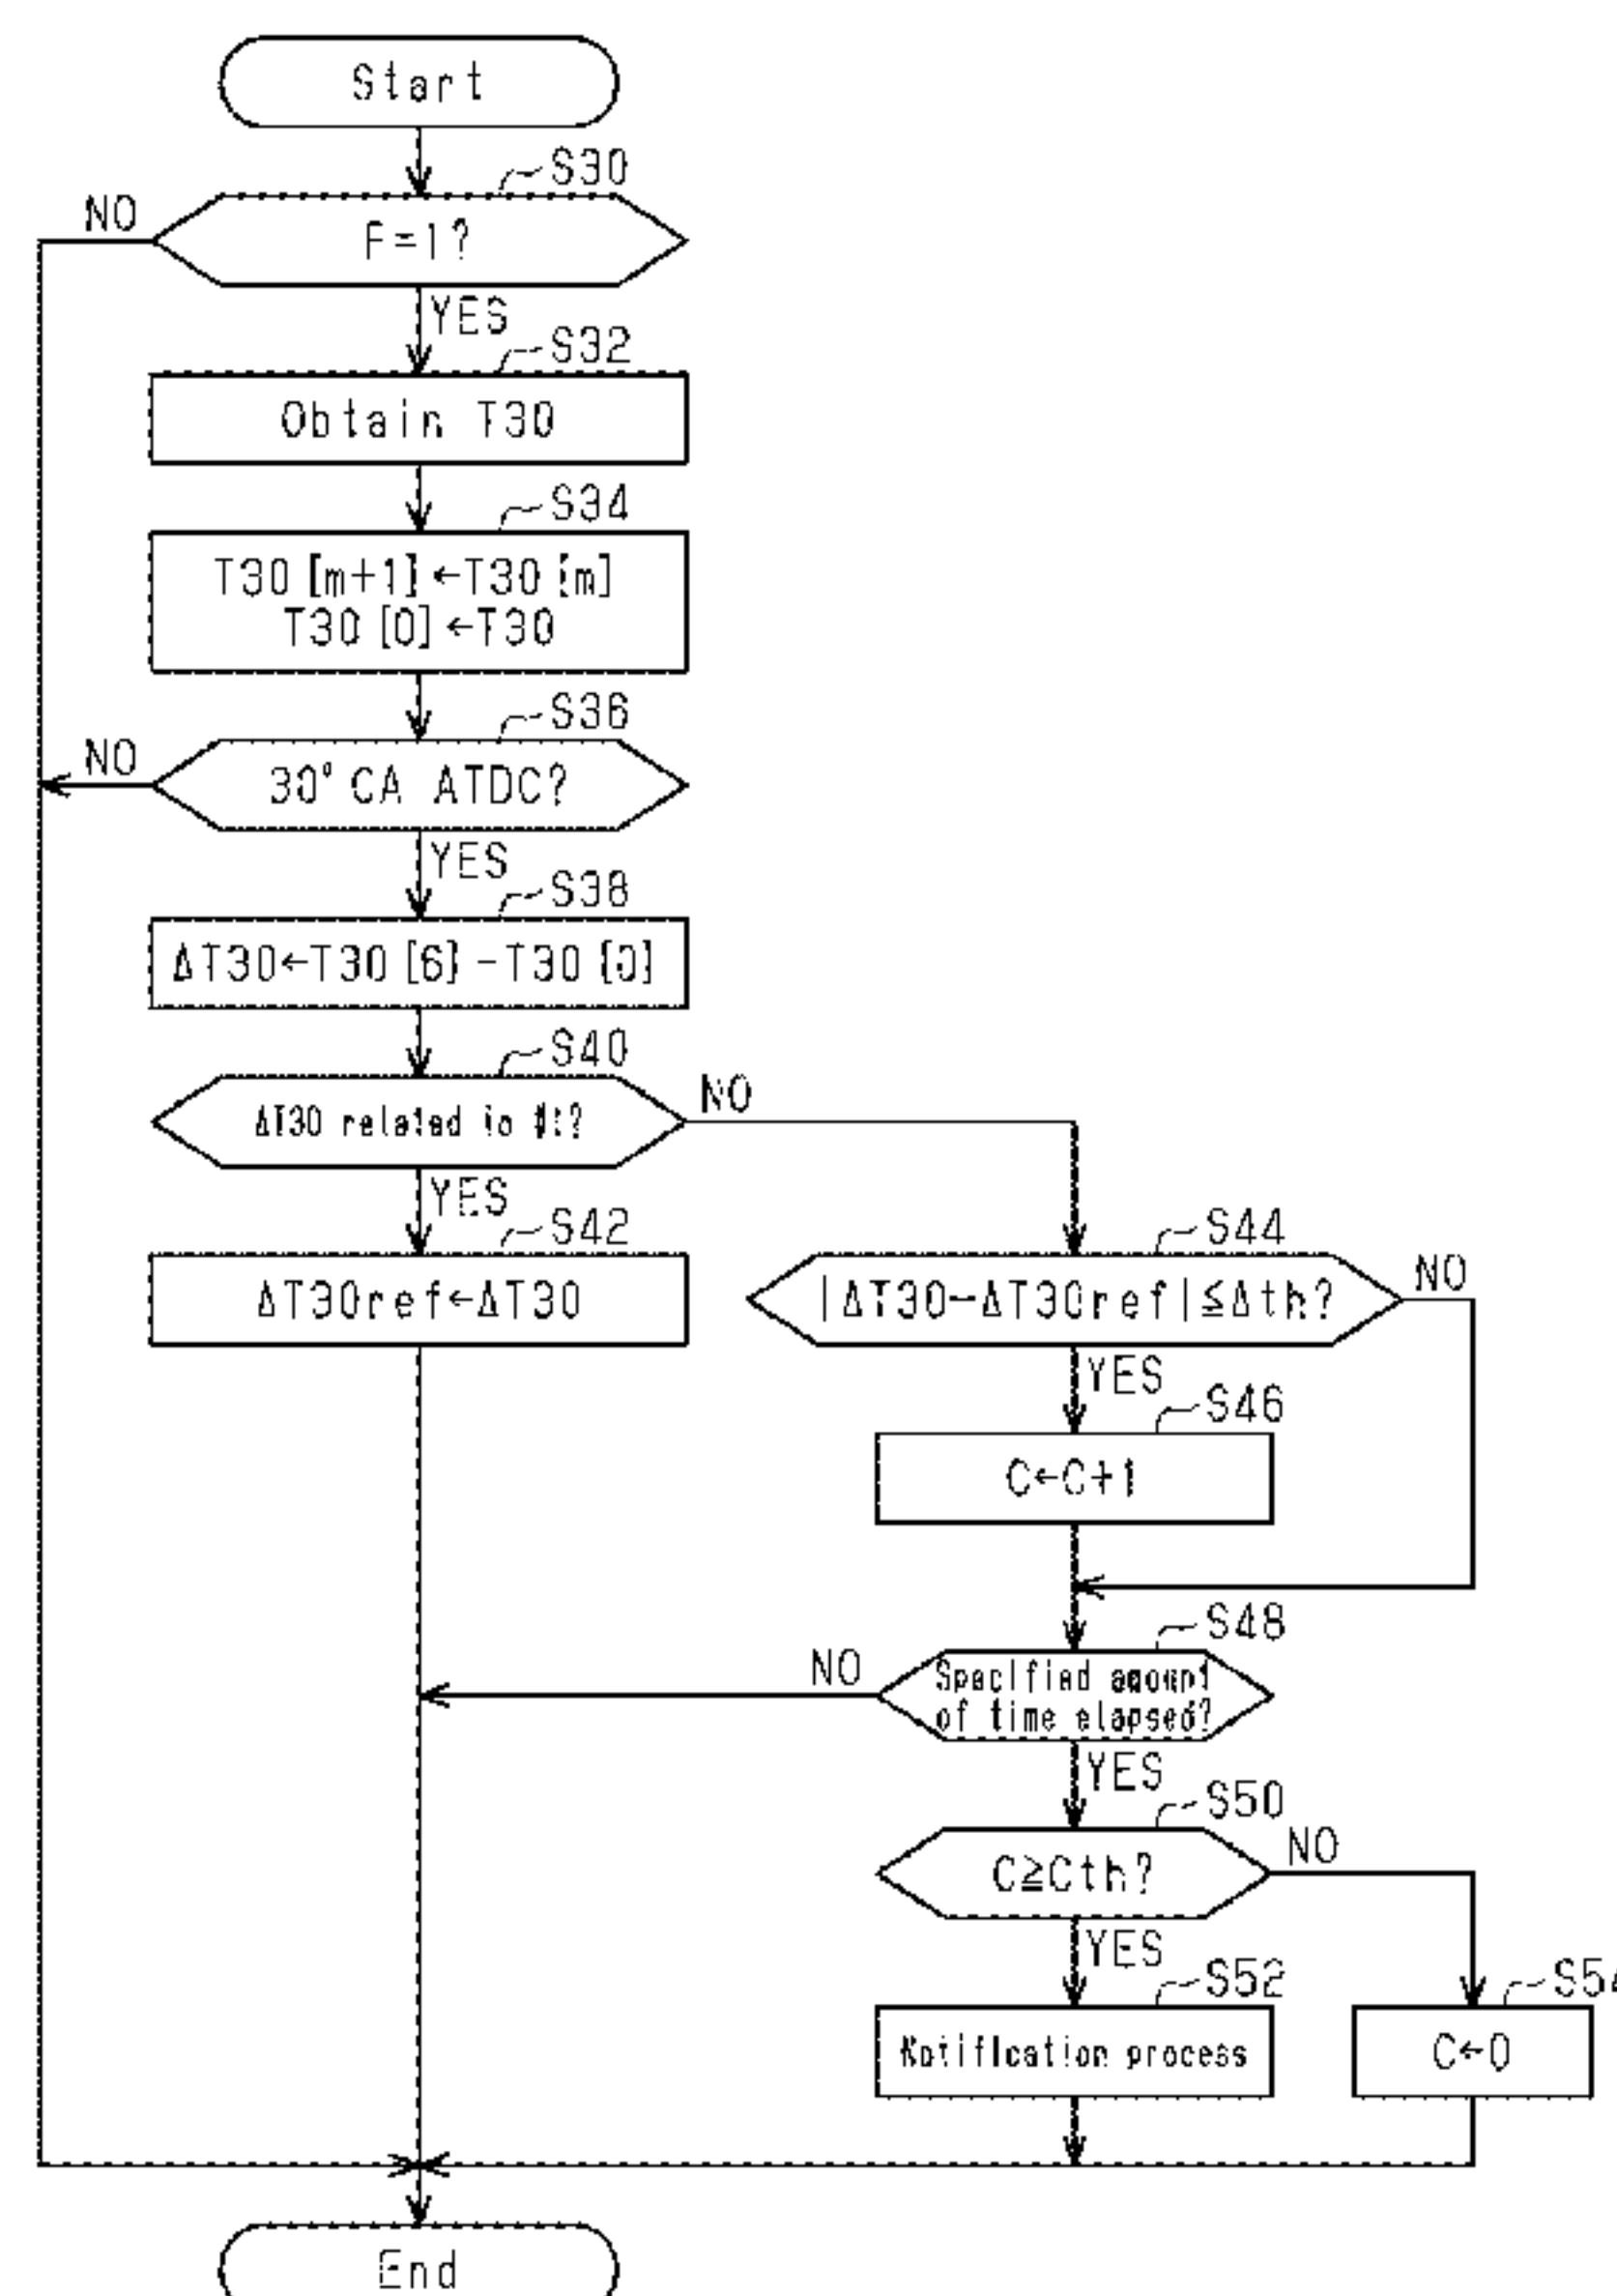 Start
S30
NO
F=1?
YES
S32
Obtain T30
S34
T30[m+1]←T30[m]
T30[0]←T30
S36
NO
30°CA ATDC?
YES
S38
ΔT30←T30[6]-T30[0]
S40
NO
ΔT30 related to
YES
S42
ΔT30ref←ΔT30
S44
NO
|ΔT30-ΔT30ref|≦Δth?
YES
S46
C←C+1
S48
NO
Specified amount
of time elapsed?
YES
S50
NO
C≧Cth?
YES
S52
Notification process
S54
C←0
End